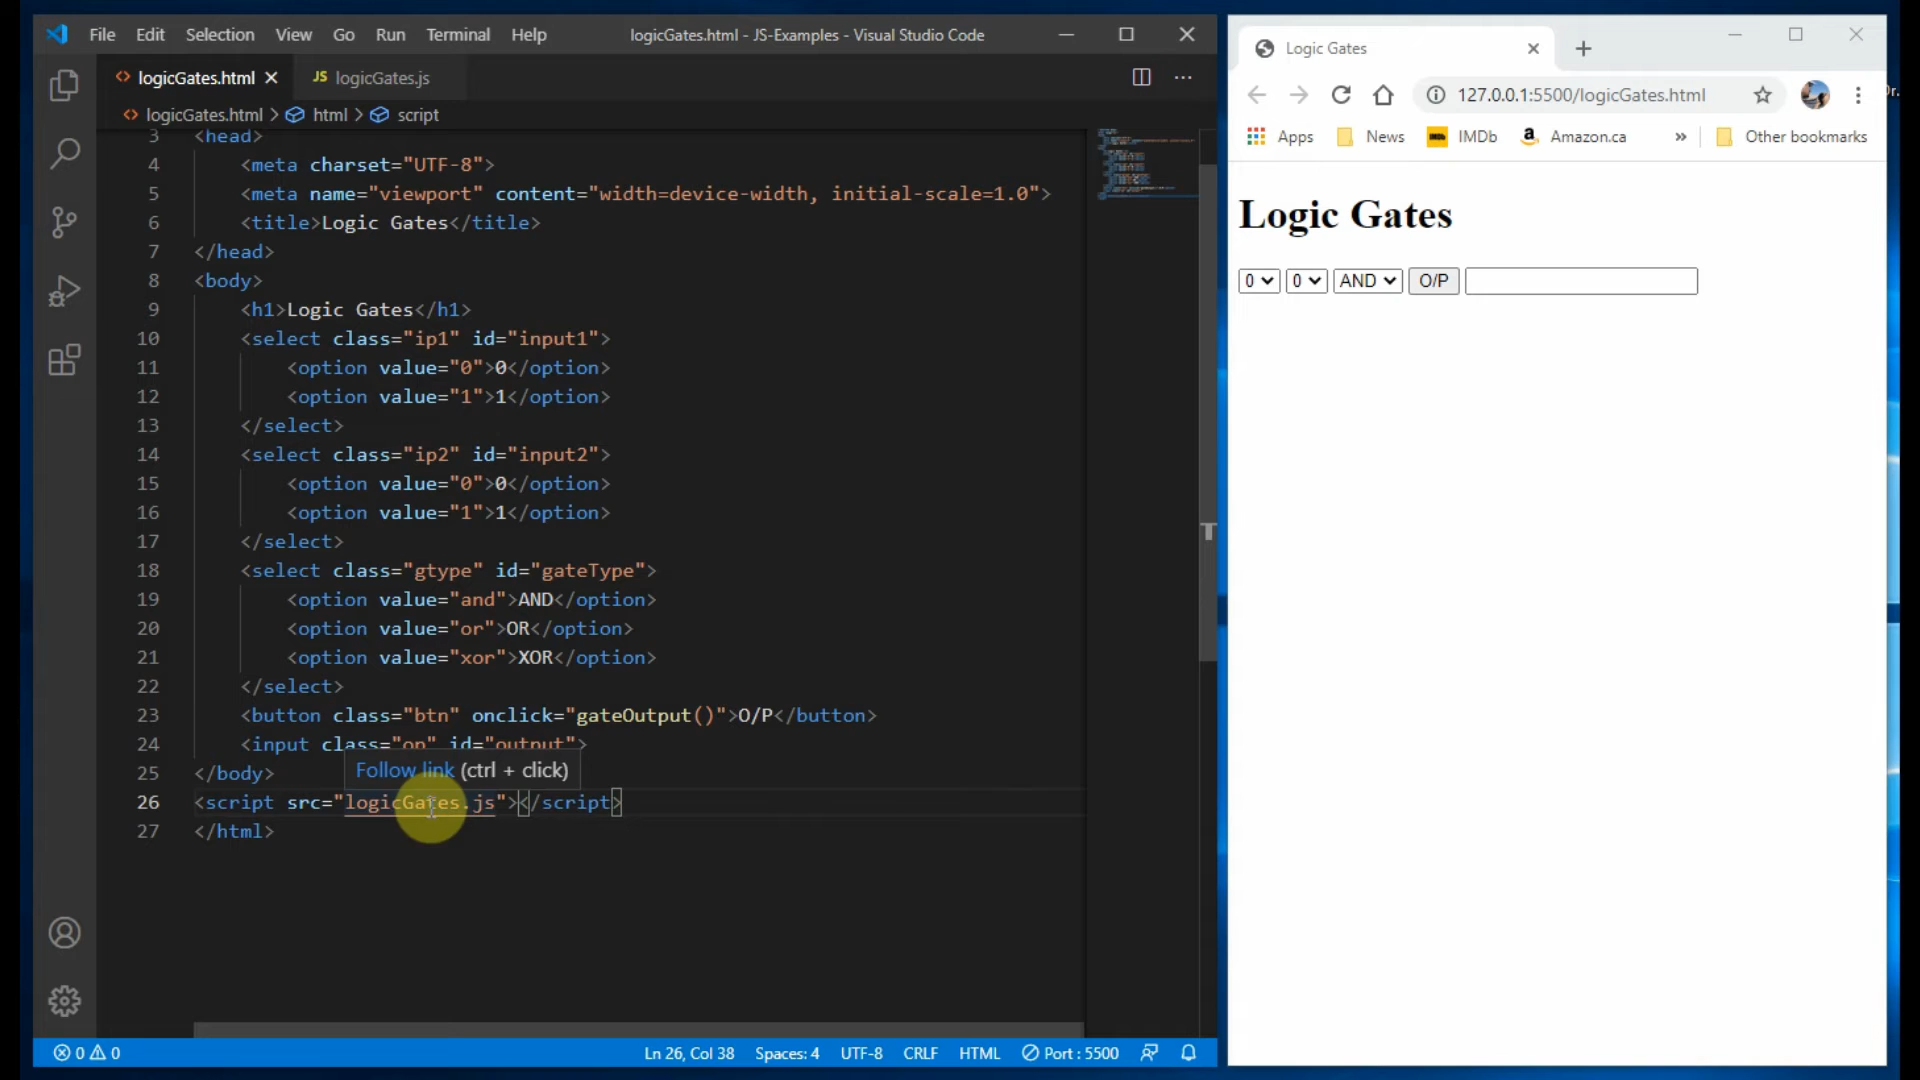 File Edit Selection View Go Run Terminal Help logicGates.html - JS-Examples - Visual Studio Code
logicGates.html JS logicGates.js
logicGates.html > html > script
3 <head>
4 <meta charset="UTF-8">
5 <meta name="viewport" content="width=device-width, initial-scale=1.0">
6 <title>Logic Gates</title>
7 </head>
8 <body>
9 <h1>Logic Gates</h1>
10 <select class="ip1" id="input1">
11 <option value="0">0</option>
12 <option value="1">1</option>
13 </select>
14 <select class="ip2" id="input2">
15 <option value="0">0</option>
16 <option value="1">1</option>
17 </select>
18 <select class="gtype" id="gateType">
19 <option value="and">AND</option>
20 <option value="or">OR</option>
21 <option value="xor">XOR</option>
22 </select>
23 <button class="btn" onclick="gateOutput()">O/P</button>
24 <input class="op" id="output">
Follow link (ctrl + click)
25 </body>
26 <script src="logicGates.js"></script>
27 </html>
0 0 Ln 26, Col 38 Spaces: 4 UTF-8 CRLF HTML Port : 5500
Logic Gates
127.0.0.1:5500/logicGates.html
Apps News IMDb Amazon.ca » Other bookmarks
Logic Gates
0 0 AND O/P